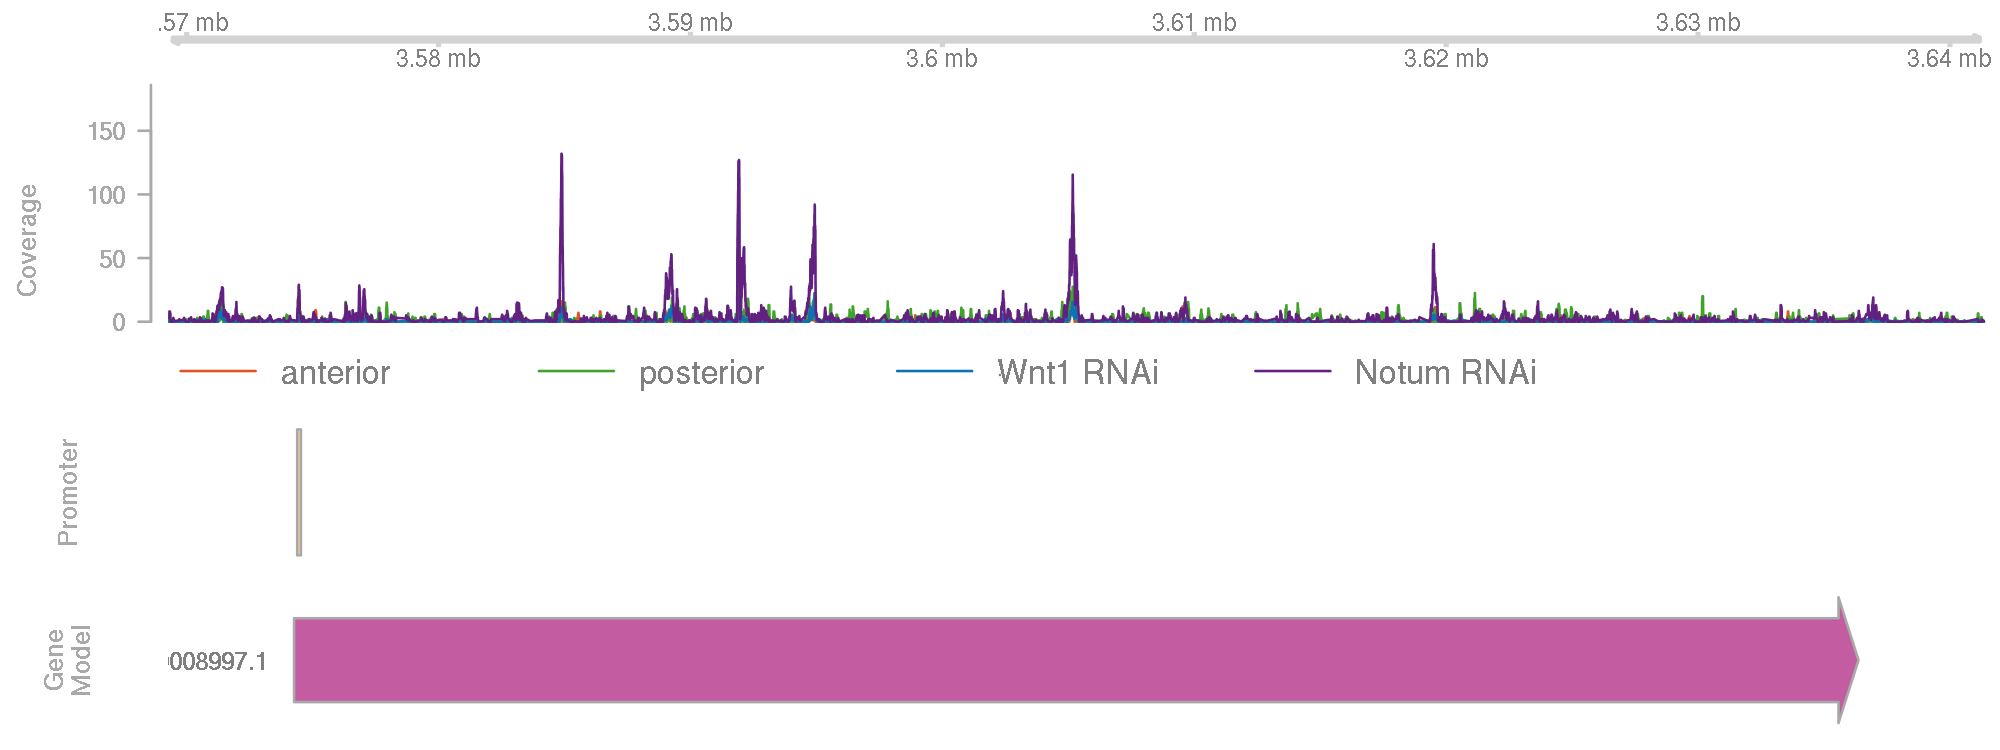 .57 mb 3.59 mb 3.61 mb 3.63 mb
3.58 mb 3.6 mb 3.62 mb 3.64 mb
Coverage
150
100
50
0
anterior posterior Wnt1 RNAi Notum RNAi
Promoter
Gene
Model
008997.1